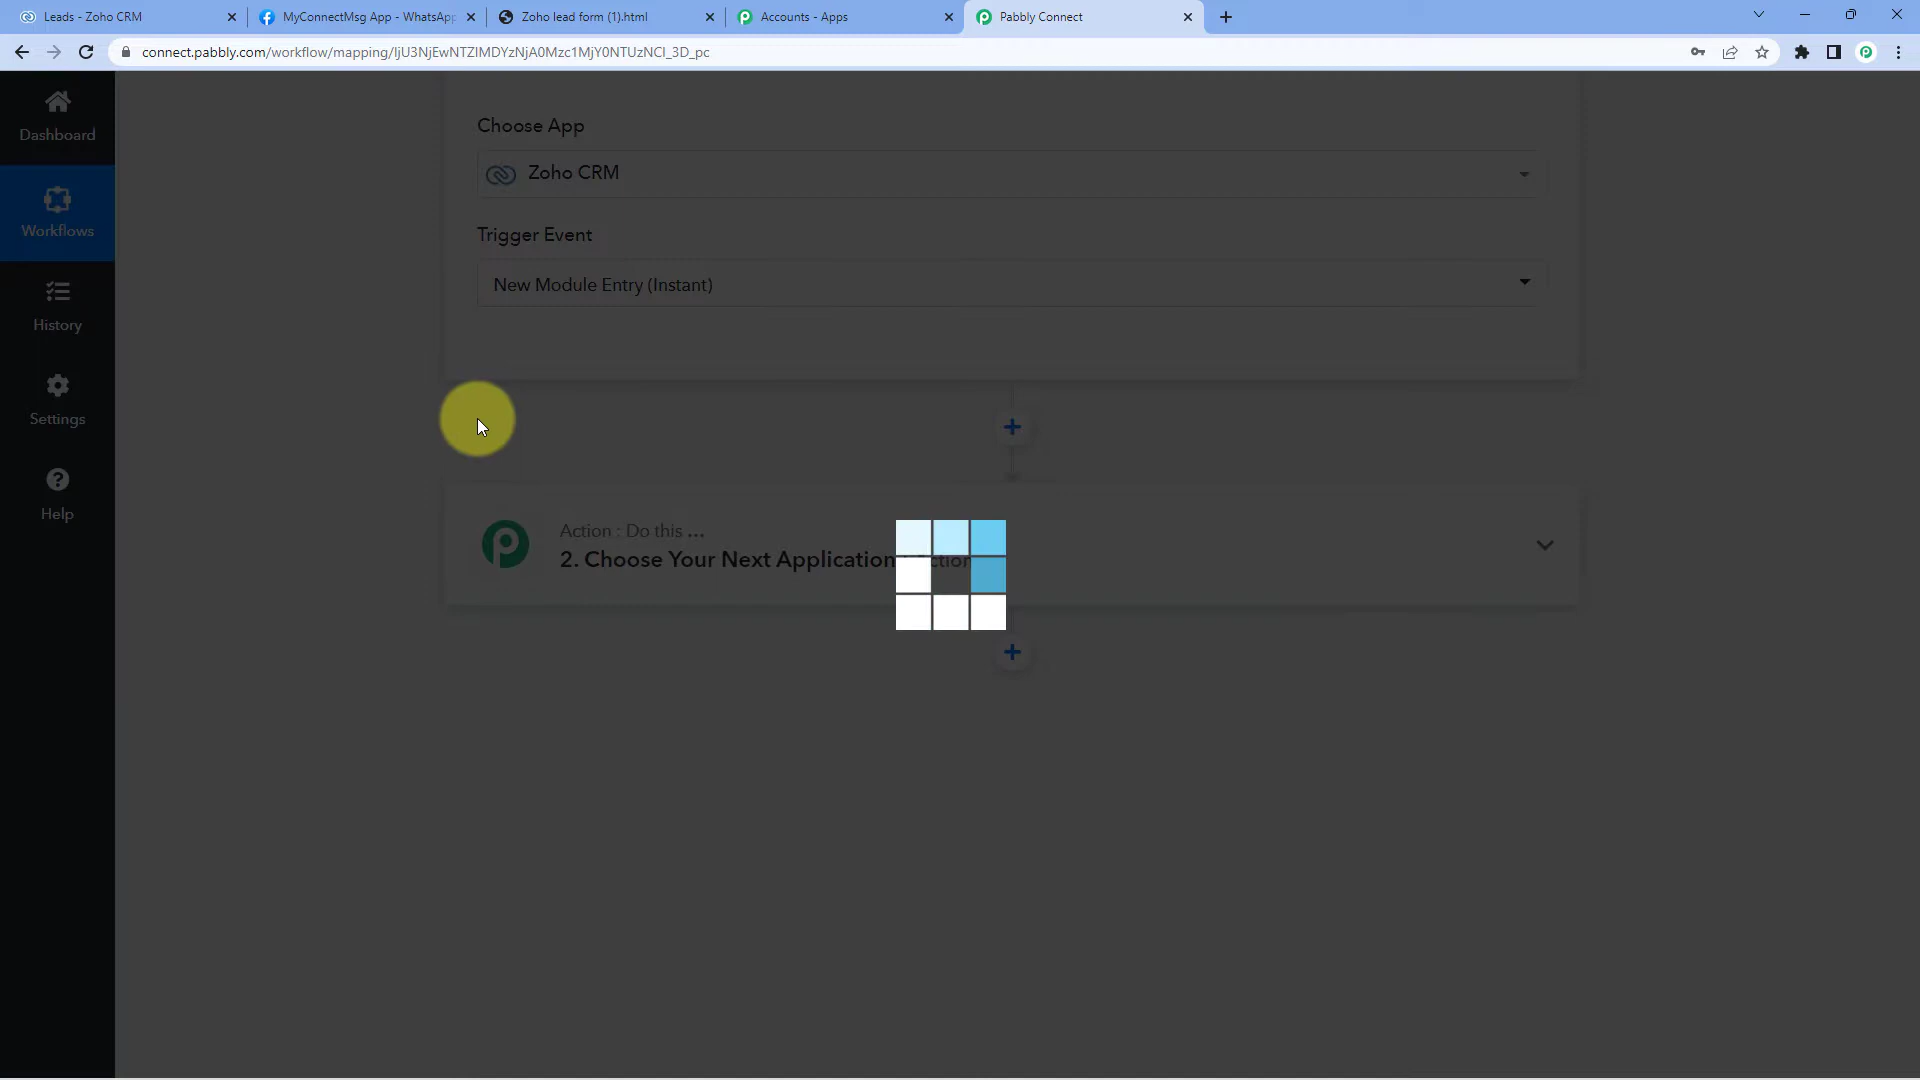 Leads - Zoho CRM
MyConnectMsg App - WhatsApp
Zoho lead form (1).html
Accounts - Apps
Pabbly Connect
connect.pabbly.com/workflow/mapping/IjU3NjEwNTZlMDYzNjA0Mzc1MjY0NTUzNCI_3D_pc
Dashboard
Workflows
History
Settings
Help
Choose App
Zoho CRM
Trigger Event
New Module Entry (Instant)
Action : Do this ...
2. Choose Your Next Application